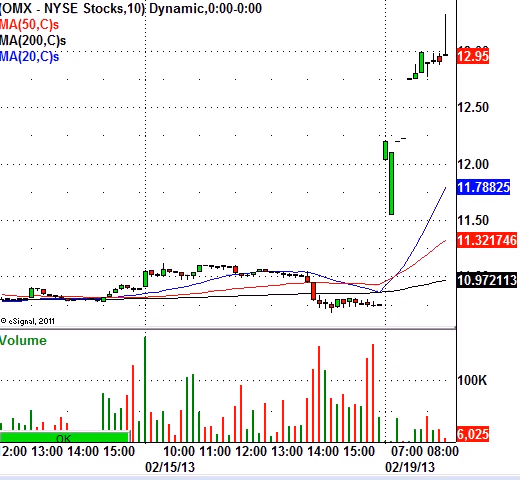 (OMX - NYSE Stocks,10) Dynamic,0:00-0:00
MA(50,C)s
MA(200,C)s
MA(20,C)s
12.95
12.50
12.00
11.78825
11.50
11.321746
10.972113
© eSignal, 2011
Volume
100K
6,025
OK
2:00 13:00 14:00 15:00 10:00 11:00 12:00 13:00 14:00 15:00 07:00 08:00
02/15/13 02/19/13